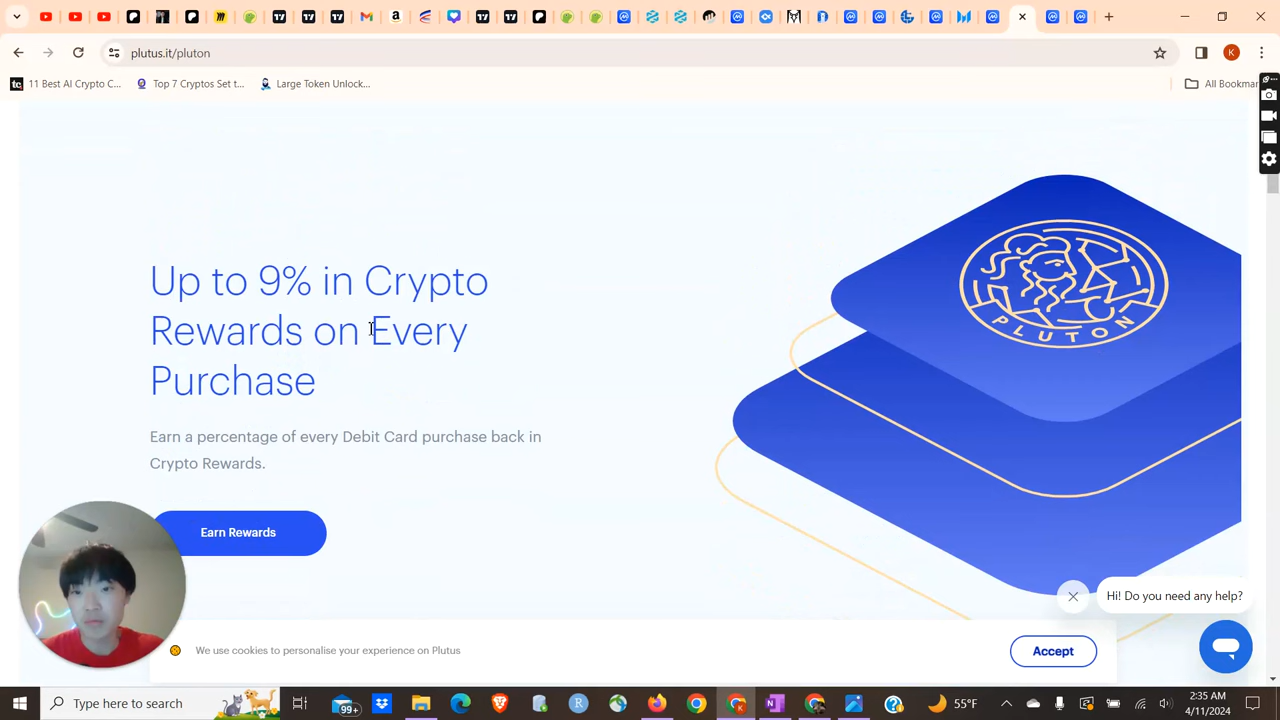 plutus.it/pluton
K
tc 11 Best AI Crypto C...
Top 7 Cryptos Set t...
Large Token Unlock...
All Bookmar
Up to 9% in Crypto
Rewards on Every
Purchase
Earn a percentage of every Debit Card purchase back in
Crypto Rewards.
Earn Rewards
PLUTON
Hi! Do you need any help?
We use cookies to personalise your experience on Plutus
Accept
Type here to search
99+
R
N
55°F
2:35 AM
4/11/2024